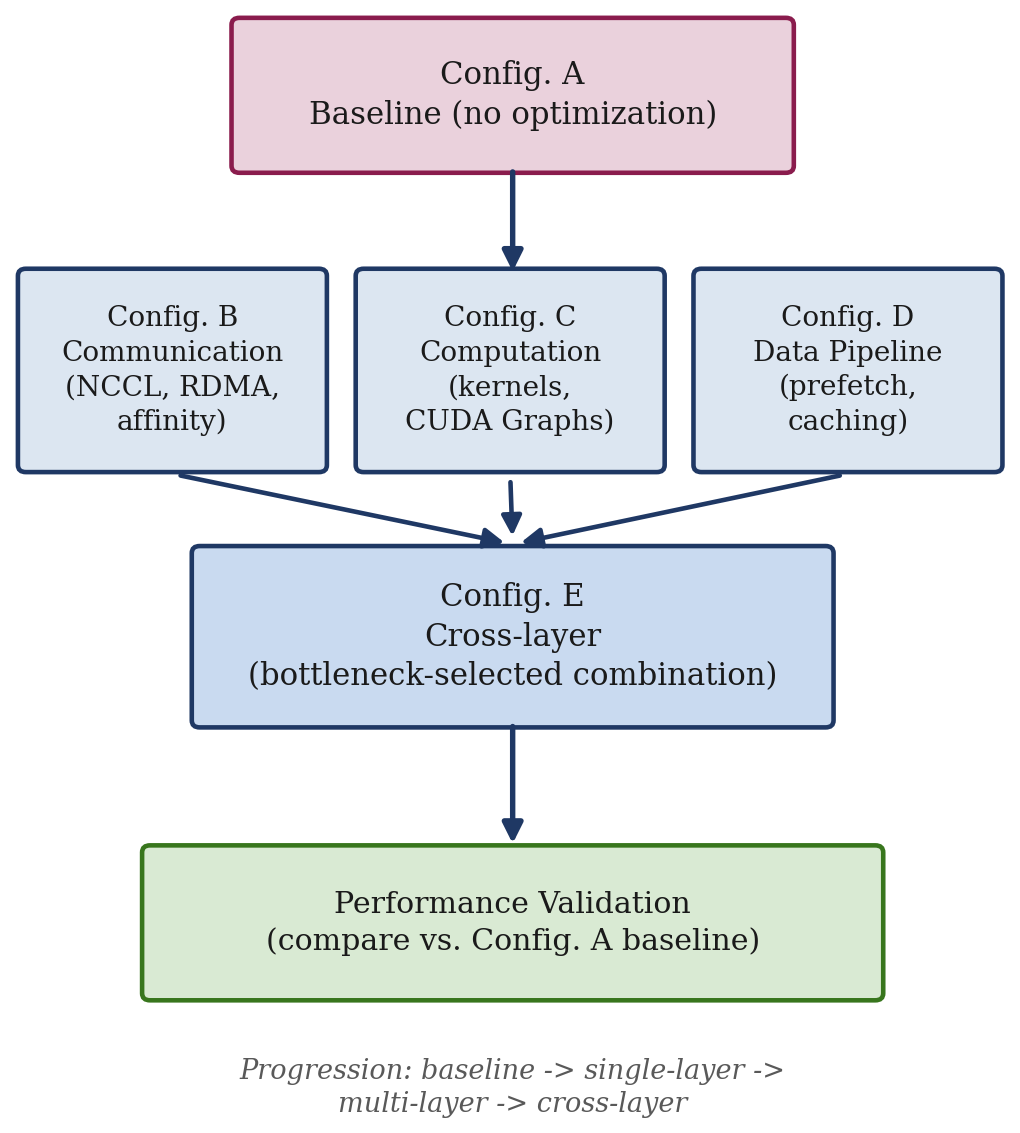 Config. A
Baseline (no optimization)
Config. B
Communication
(NCCL, RDMA,
affinity)
Config. C
Computation
(kernels,
CUDA Graphs)
Config. D
Data Pipeline
(prefetch,
caching)
Config. E
Cross-layer
(bottleneck-selected combination)
Performance Validation
(compare vs. Config. A baseline)
Progression: baseline -> single-layer ->
multi-layer -> cross-layer